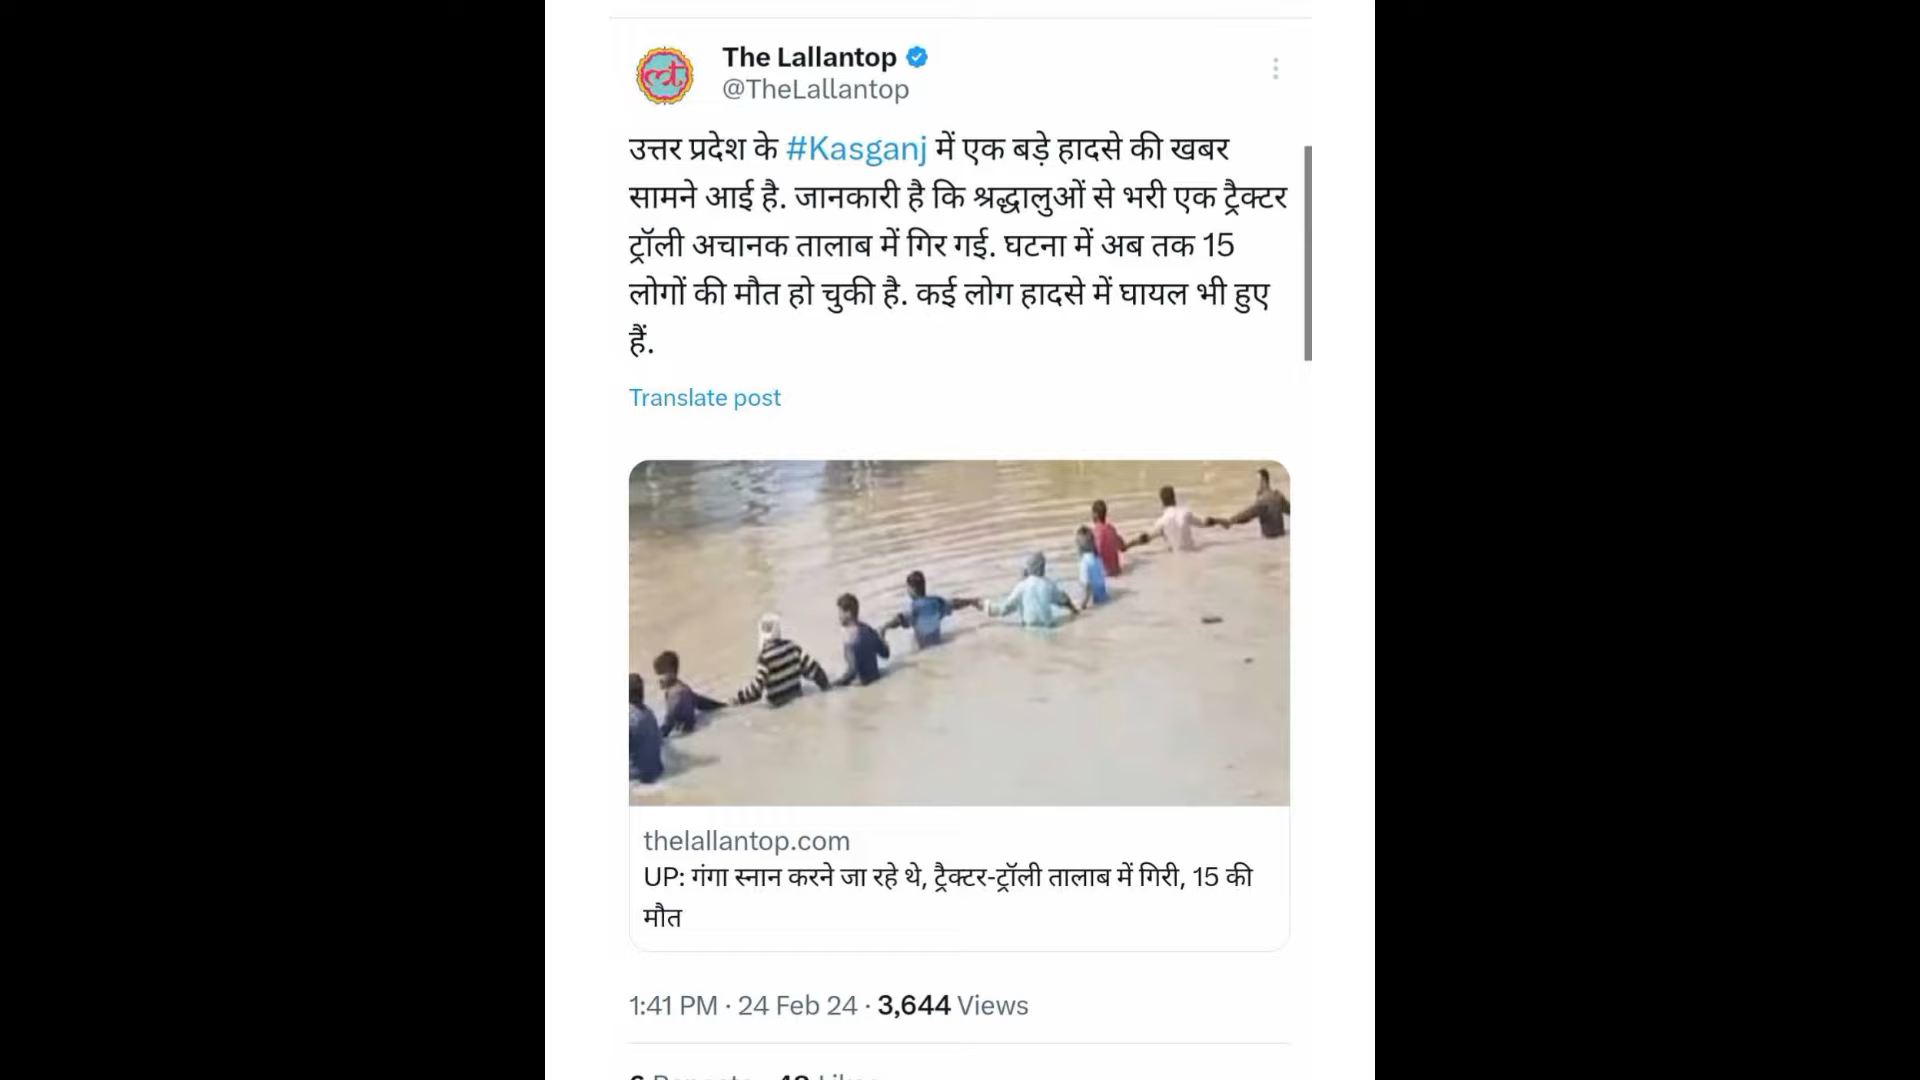 The Lallantop
@TheLallantop
उत्तर प्रदेश के #Kasganj में एक बड़े हादसे की खबर
सामने आई है. जानकारी है कि श्रद्धालुओं से भरी एक ट्रैक्टर
ट्रॉली अचानक तालाब में गिर गई. घटना में अब तक 15
लोगों की मौत हो चुकी है. कई लोग हादसे में घायल भी हुए
हैं.
Translate post
thelallantop.com
UP: गंगा स्नान करने जा रहे थे, ट्रैक्टर-ट्रॉली तालाब में गिरी, 15 की
मौत
1:41 PM · 24 Feb 24 · 3,644 Views